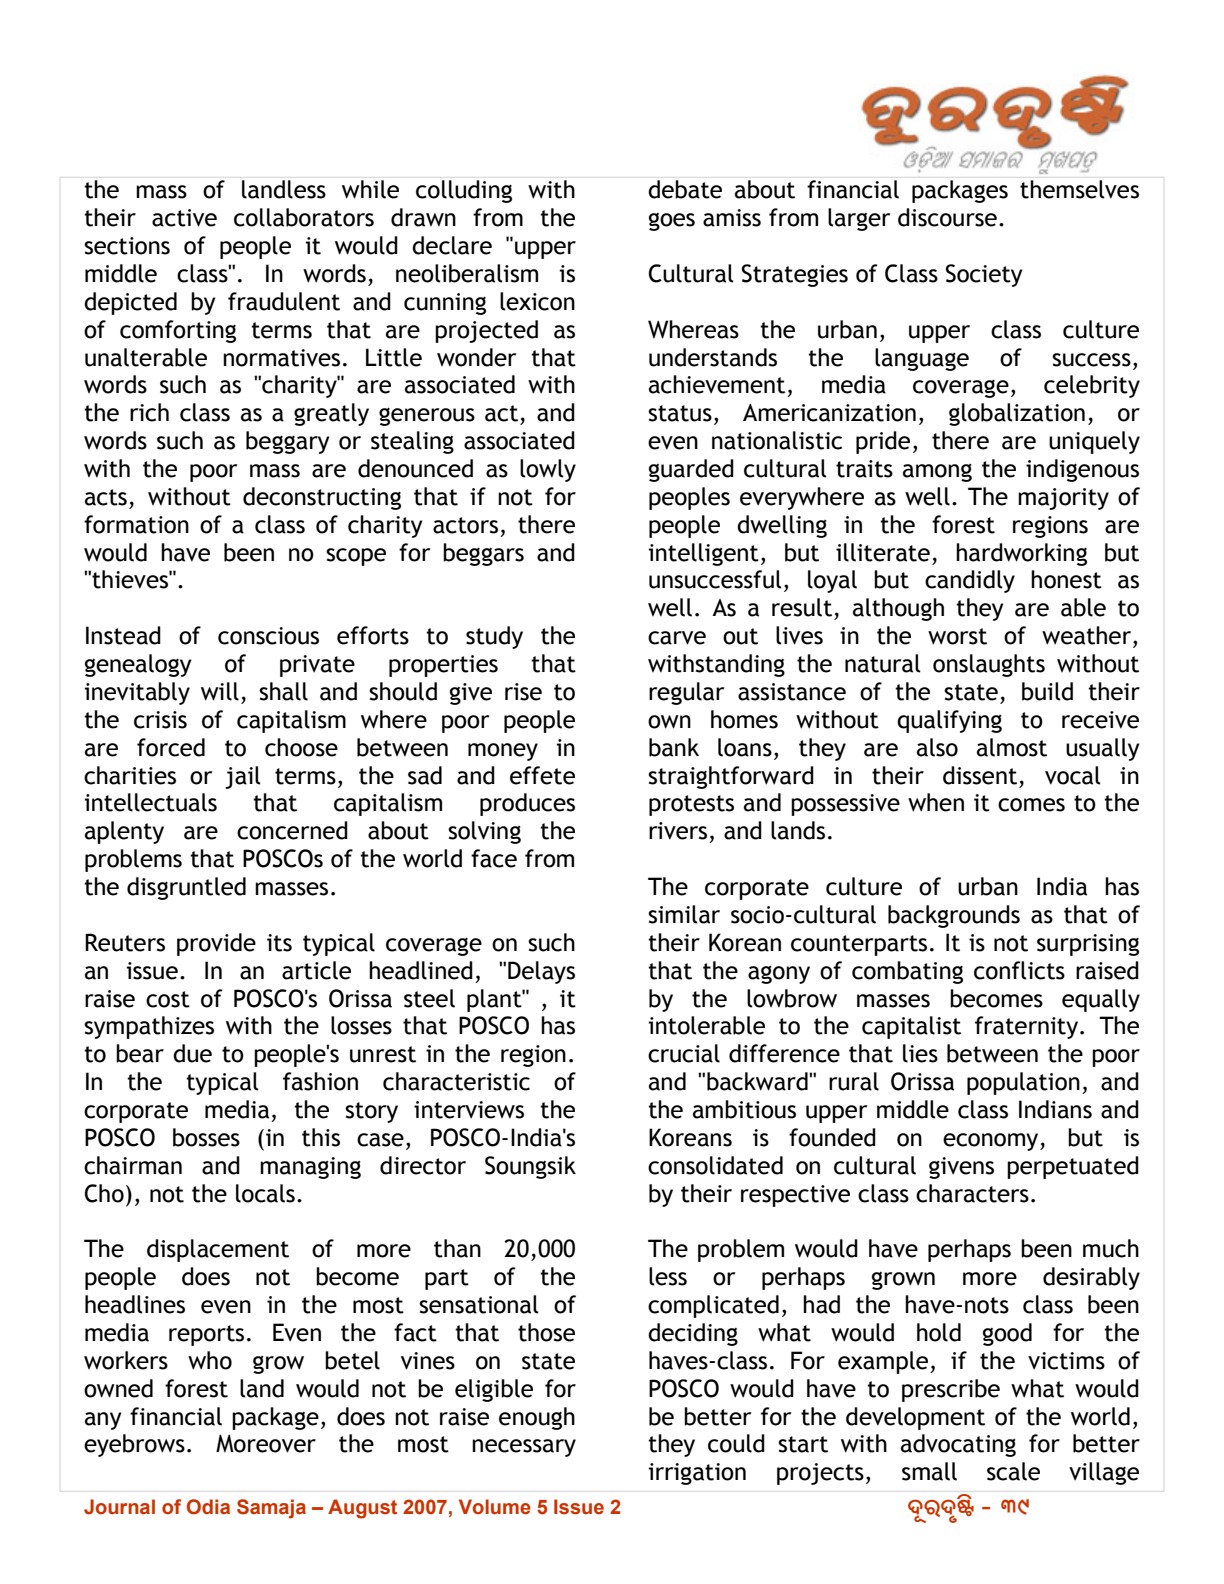 ଦୁରଦୃଷ୍ଟି
ଓଡ଼ିଆ ସମାଜର ମୁଖପତ୍ର
the mass of landless while colluding with
their active collaborators drawn from the
sections of people it would declare "upper
middle class". In words, neoliberalism is
depicted by fraudulent and cunning lexicon
of comforting terms that are projected as
unalterable normatives. Little wonder that
words such as "charity" are associated with
the rich class as a greatly generous act, and
words such as beggary or stealing associated
with the poor mass are denounced as lowly
acts, without deconstructing that if not for
formation of a class of charity actors, there
would have been no scope for beggars and
"thieves".
Instead of conscious efforts to study the
genealogy of private properties that
inevitably will, shall and should give rise to
the crisis of capitalism where poor people
are forced to choose between money in
charities or jail terms, the sad and effete
intellectuals that capitalism produces
aplenty are concerned about solving the
problems that POSCOs of the world face from
the disgruntled masses.
Reuters provide its typical coverage on such
an issue. In an article headlined, "Delays
raise cost of POSCO's Orissa steel plant" , it
sympathizes with the losses that POSCO has
to bear due to people's unrest in the region.
In the typical fashion characteristic of
corporate media, the story interviews the
POSCO bosses (in this case, POSCO-India's
chairman and managing director Soungsik
Cho), not the locals.
The displacement of more than 20,000
people does not become part of the
headlines even in the most sensational of
media reports. Even the fact that those
workers who grow betel vines on state
owned forest land would not be eligible for
any financial package, does not raise enough
eyebrows. Moreover the most necessary
debate about financial packages themselves
goes amiss from larger discourse.
Cultural Strategies of Class Society
Whereas the urban, upper class culture
understands the language of success,
achievement, media coverage, celebrity
status, Americanization, globalization, or
even nationalistic pride, there are uniquely
guarded cultural traits among the indigenous
peoples everywhere as well. The majority of
people dwelling in the forest regions are
intelligent, but illiterate, hardworking but
unsuccessful, loyal but candidly honest as
well. As a result, although they are able to
carve out lives in the worst of weather,
withstanding the natural onslaughts without
regular assistance of the state, build their
own homes without qualifying to receive
bank loans, they are also almost usually
straightforward in their dissent, vocal in
protests and possessive when it comes to the
rivers, and lands.
The corporate culture of urban India has
similar socio-cultural backgrounds as that of
their Korean counterparts. It is not surprising
that the agony of combating conflicts raised
by the lowbrow masses becomes equally
intolerable to the capitalist fraternity. The
crucial difference that lies between the poor
and "backward" rural Orissa population, and
the ambitious upper middle class Indians and
Koreans is founded on economy, but is
consolidated on cultural givens perpetuated
by their respective class characters.
The problem would have perhaps been much
less or perhaps grown more desirably
complicated, had the have-nots class been
deciding what would hold good for the
haves-class. For example, if the victims of
POSCO would have to prescribe what would
be better for the development of the world,
they could start with advocating for better
irrigation projects, small scale village
Journal of Odia Samaja – August 2007, Volume 5 Issue 2
ଦୂରଦୃଷ୍ଟି - ୩୯